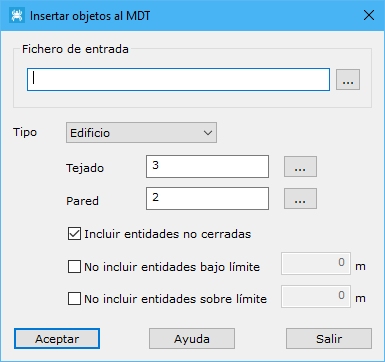 Insertar objetos al MDT
Fichero de entrada
...
Tipo Edificio
Tejado 3 ...
Pared 2 ...
Incluir entidades no cerradas
No incluir entidades bajo límite 0 m
No incluir entidades sobre límite 0 m
Aceptar Ayuda Salir